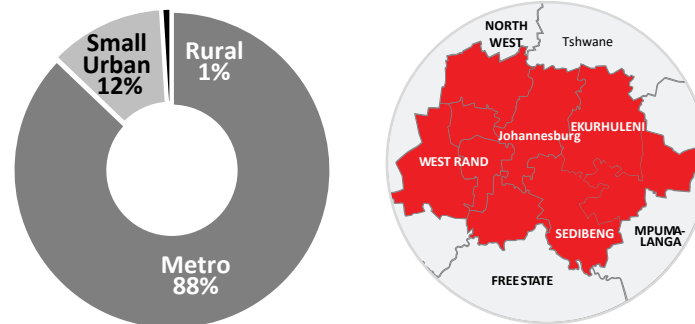 Small
Urban
12%
Rural
1%
Metro
88%
NORTH
WEST
Tshwane
Johannesburg
EKURHULENI
WEST RAND
SEDIBENG
MPUMA-
LANGA
FREE STATE